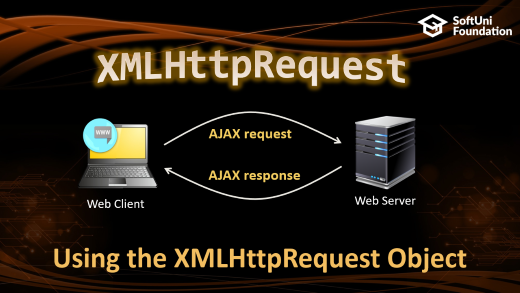 SoftUni
Foundation
XMLHttpRequest
WWW
AJAX request
AJAX response
Web Client
Web Server
Using the XMLHttpRequest Object